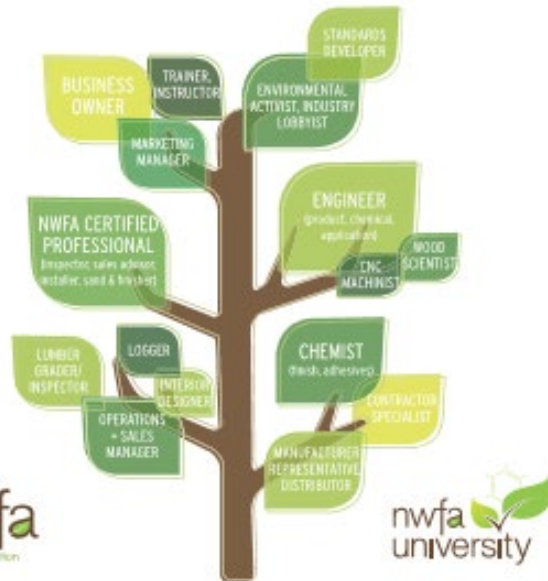 STANDARDS
DEVELOPER
BUSINESS
OWNER
TRAINER,
INSTRUCTOR
ENVIRONMENTAL
ACTIVIST, INDUSTRY
LOBBYIST
MARKETING
MANAGER
ENGINEER
(product, chemical,
application)
NWFA CERTIFIED
PROFESSIONAL
(inspector, sales advisor,
installer, sand & finisher)
WOOD
SCIENTIST
CNC
MACHINIST
LUMBER
GRADER/
INSPECTOR
LOGGER
INTERIOR
DESIGNER
CHEMIST
(finish, adhesives)
CONTRACTOR
SPECIALIST
OPERATIONS
+ SALES
MANAGER
MANUFACTURER
REPRESENTATIVE
DISTRIBUTOR
fa
nwfa
university